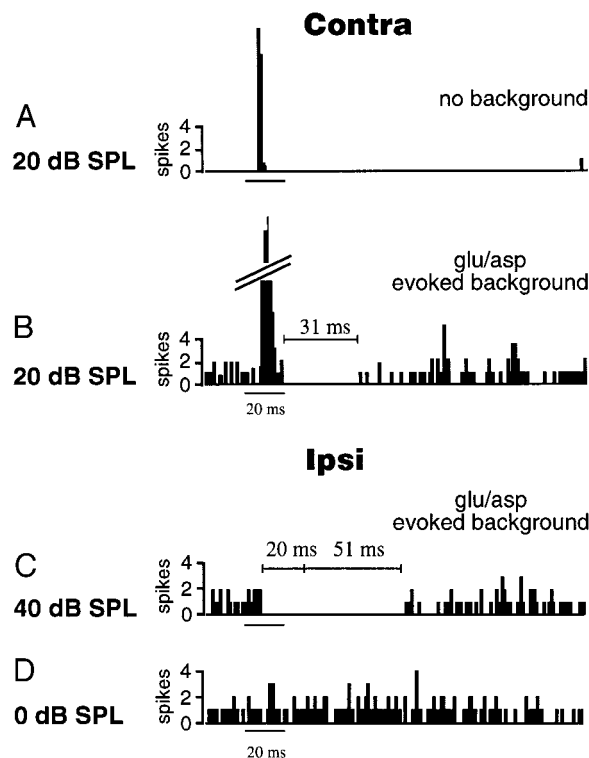 Contra
A
no background
20 dB SPL
spikes
4
2
0
glu/asp
evoked background
B
31 ms
20 dB SPL
spikes
4
2
0
20 ms
Ipsi
glu/asp
evoked background
C
20 ms 51 ms
40 dB SPL
spikes
4
2
0
D
0 dB SPL
spikes
4
2
0
20 ms